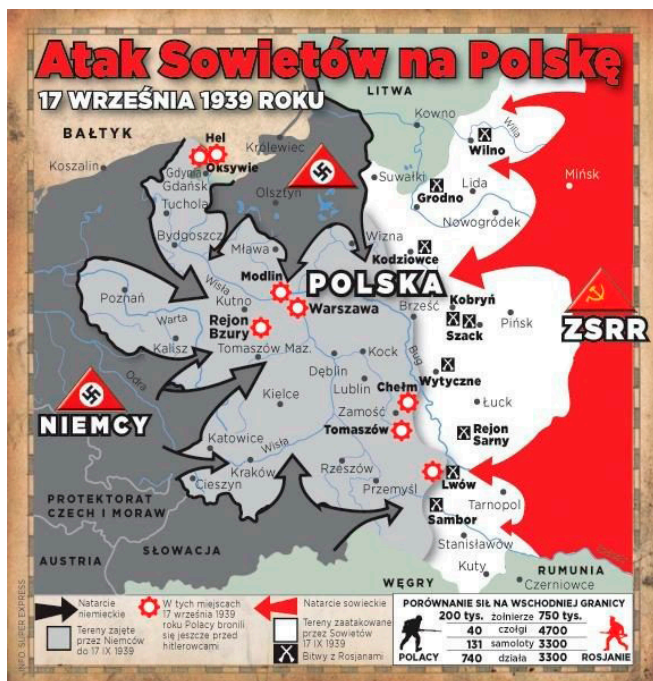 Atak Sowietów na Polskę
17 WRZEŚNIA 1939 ROKU
LITWA
BAŁTYK
Kowno
Wilia
Wilno
Hel
Oksywie
Królewiec
Koszalin
Gdynia
Gdańsk
Suwałki
Mińsk
Lida
Grodno
Tuchola
Olsztyn
Nowogródek
Bydgoszcz
Wizna
Mława
Kodziowce
Modlin
POLSKA
Wisła
Poznań
Kutno
Warszawa
Kobryń
Brześć
ZSRR
Warta
Rejon
Bzury
Szack
Pińsk
Kalisz
Tomaszów Maz.
Kock
Bug
Wytyczne
Odra
Dęblin
Lublin
Chełm
Kielce
Łuck
NIEMCY
Zamość
Tomaszów
Rejon
Sarny
Katowice
Wisła
Kraków
Rzeszów
Lwów
Cieszyn
Przemyśl
Tarnopol
PROTEKTORAT
CZECH I MORAW
Sambor
Stanisławów
SŁOWACJA
AUSTRIA
Kuty
RUMUNIA
WĘGRY
Czerniowce
INFO SUPER EXPRESS
Natarcie
niemieckie
Tereny zajęte
przez Niemców
do 17 IX 1939
W tych miejscach
17 września 1939
roku Polacy bronili
się jeszcze przed
hitlerowcami
Natarcie sowieckie
Tereny zaatakowane
przez Sowietów
17 IX 1939
Bitwy z Rosjanami
PORÓWNANIE SIŁ NA WSCHODNIEJ GRANICY
200 tys. żołnierze 750 tys.
40 czołgi 4700
131 samoloty 3300
740 działa 3300
POLACY
ROSJANIE